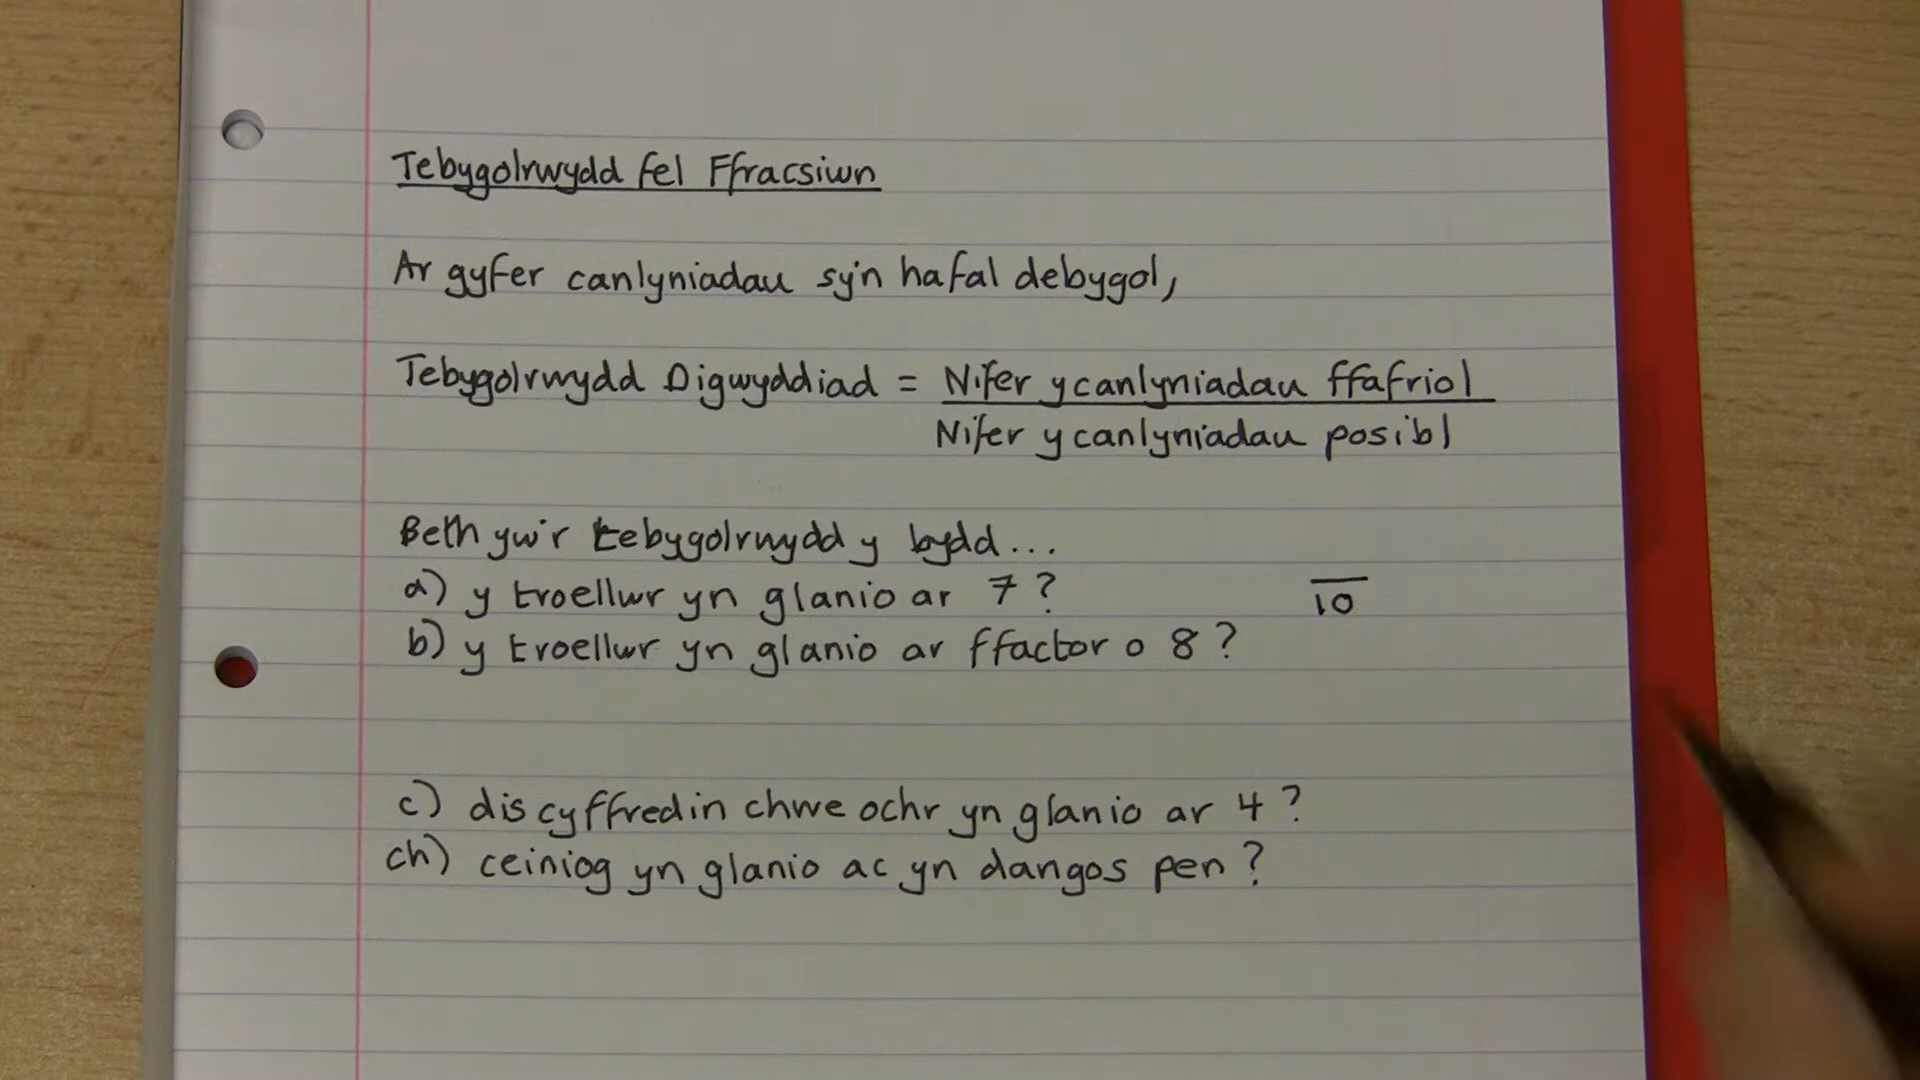 Tebygolrwydd fel Ffracsiwn
Ar gyfer canlyniadau sy'n hafal debygol,
Tebygolrwydd Digwyddiad = Nifer y canlyniadau ffafriol
Nifer y canlyniadau posibl
Beth yw'r tebygolrwydd y bydd...
a) y troellwr yn glanio ar 7?
10
b) y troellwr yn glanio ar ffactor o 8?
c) dis cyffredin chwe ochr yn glanio ar 4?
ch) ceiniog yn glanio ac yn dangos pen?